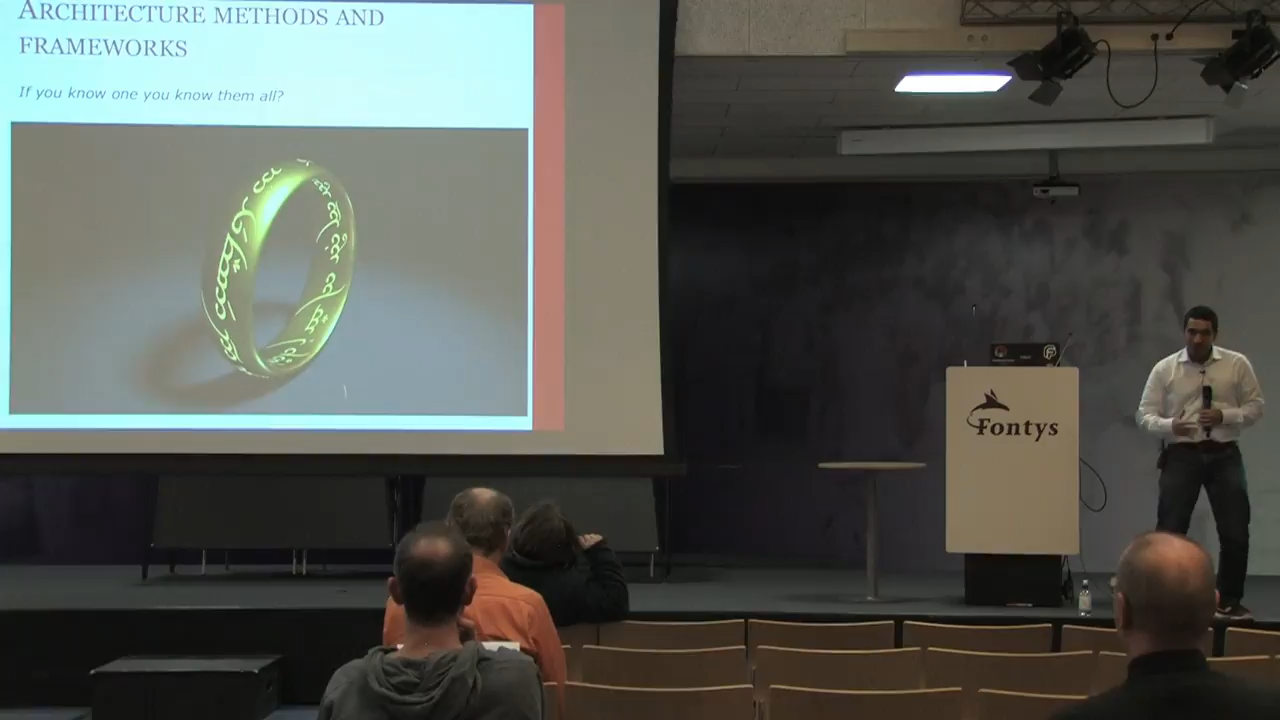 ARCHITECTURE METHODS AND
FRAMEWORKS
If you know one you know them all?
Fontys